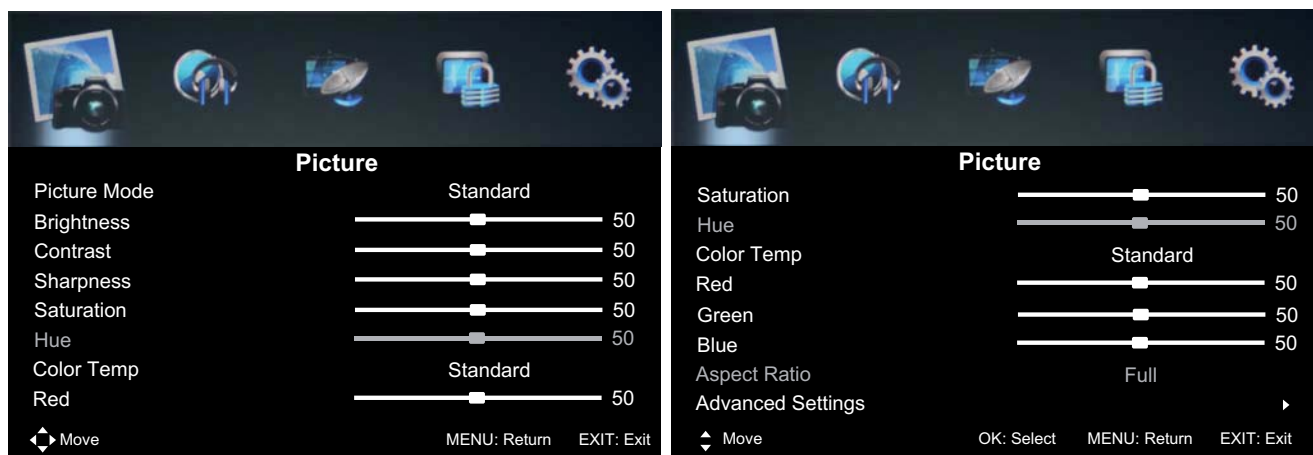 Picture
Picture Mode Standard
Brightness 50
Contrast 50
Sharpness 50
Saturation 50
Hue 50
Color Temp Standard
Red 50
Move MENU: Return EXIT: Exit
Picture
Saturation 50
Hue 50
Color Temp Standard
Red 50
Green 50
Blue 50
Aspect Ratio Full
Advanced Settings
Move OK: Select MENU: Return EXIT: Exit